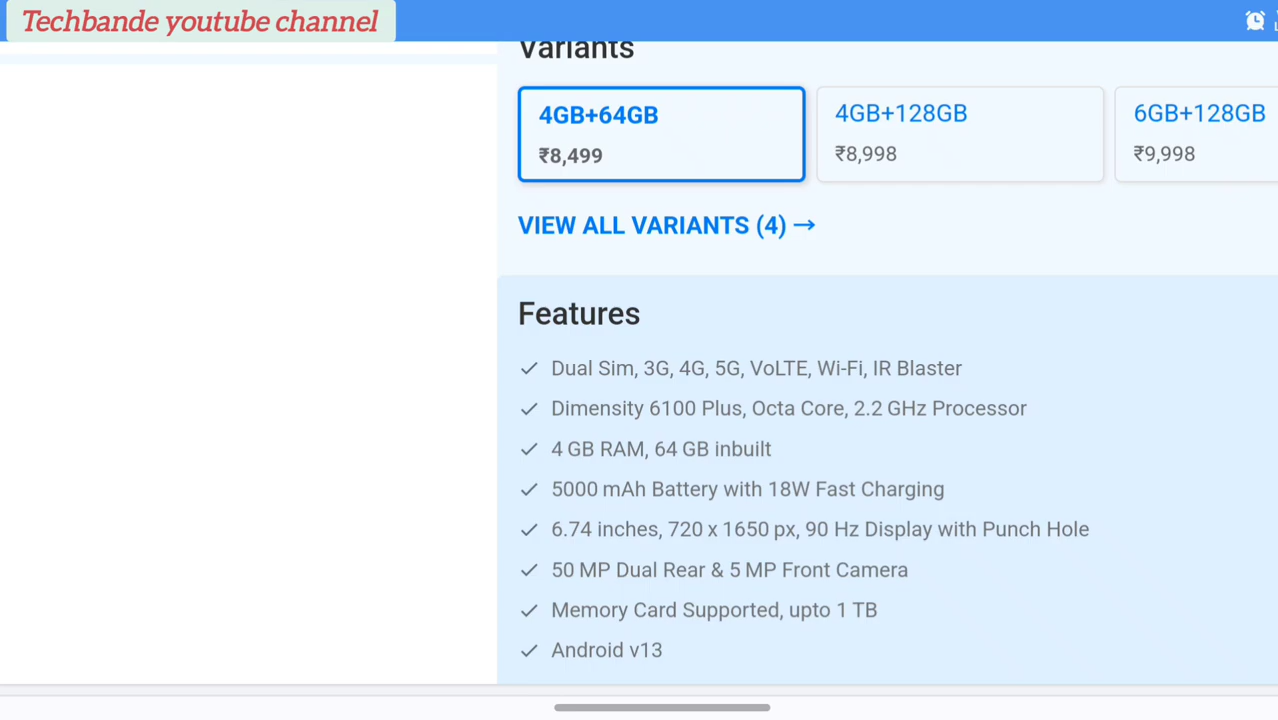 Techbande youtube channel
Variants
4GB+64GB
₹8,499
4GB+128GB
₹8,998
6GB+128GB
₹9,998
VIEW ALL VARIANTS (4) →
Features
✓ Dual Sim, 3G, 4G, 5G, VoLTE, Wi-Fi, IR Blaster
✓ Dimensity 6100 Plus, Octa Core, 2.2 GHz Processor
✓ 4 GB RAM, 64 GB inbuilt
✓ 5000 mAh Battery with 18W Fast Charging
✓ 6.74 inches, 720 x 1650 px, 90 Hz Display with Punch Hole
✓ 50 MP Dual Rear & 5 MP Front Camera
✓ Memory Card Supported, upto 1 TB
✓ Android v13